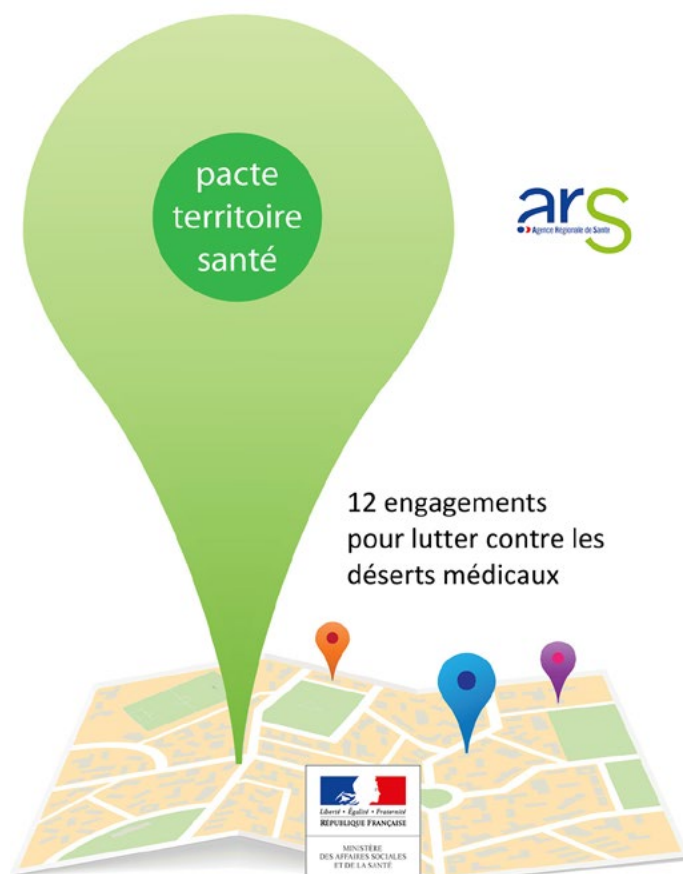 pacte
territoire
santé
ars
Agence Régionale de Santé
12 engagements
pour lutter contre les
déserts médicaux
Liberté • Égalité • Fraternité
RÉPUBLIQUE FRANÇAISE
MINISTÈRE
DES AFFAIRES SOCIALES
ET DE LA SANTÉ